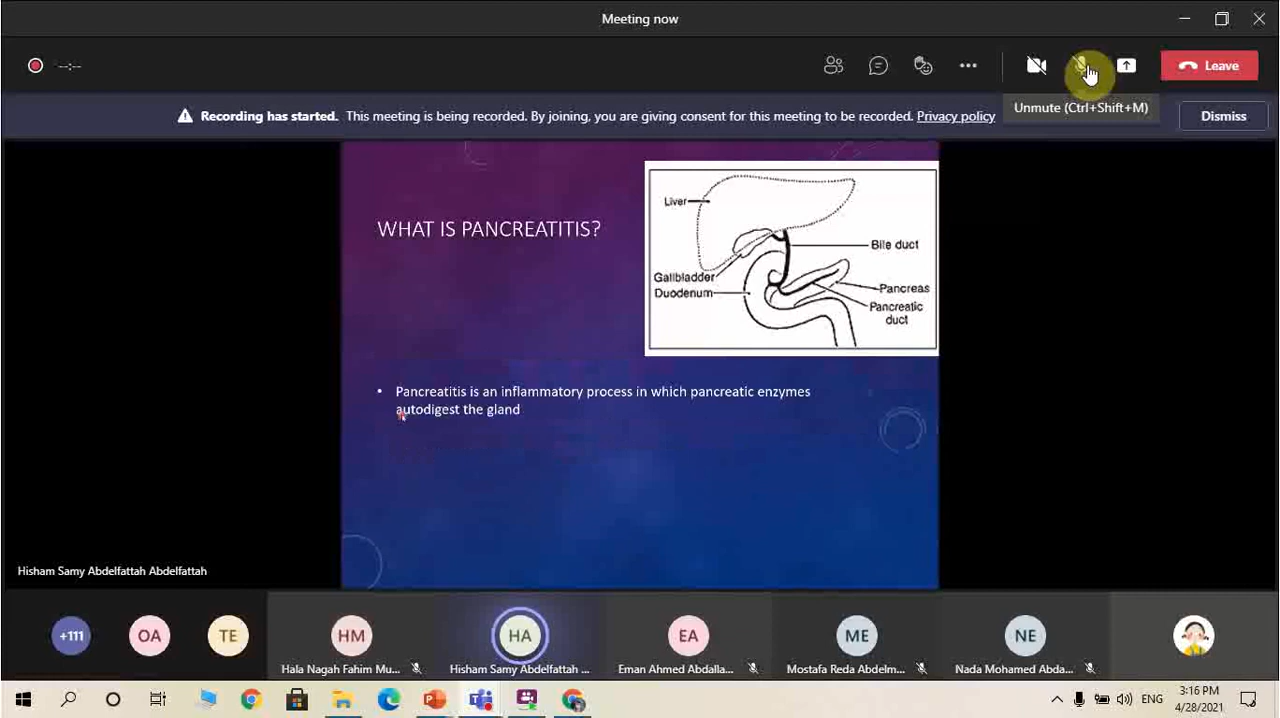 Meeting now
--:--
Leave
Recording has started. This meeting is being recorded. By joining, you are giving consent for this meeting to be recorded. Privacy policy
Unmute (Ctrl+Shift+M)
Dismiss
WHAT IS PANCREATITIS?
Liver
Bile duct
Gallbladder
Duodenum
Pancreas
Pancreatic
duct
• Pancreatitis is an inflammatory process in which pancreatic enzymes
autodigest the gland
Hisham Samy Abdelfattah Abdelfattah
+111
OA
TE
HM
HA
EA
ME
NE
Hala Nagah Fahim Mu...
Hisham Samy Abdelfattah ...
Eman Ahmed Abdalla...
Mostafa Reda Abdelm...
Nada Mohamed Abda...
ENG
3:16 PM
4/28/2021